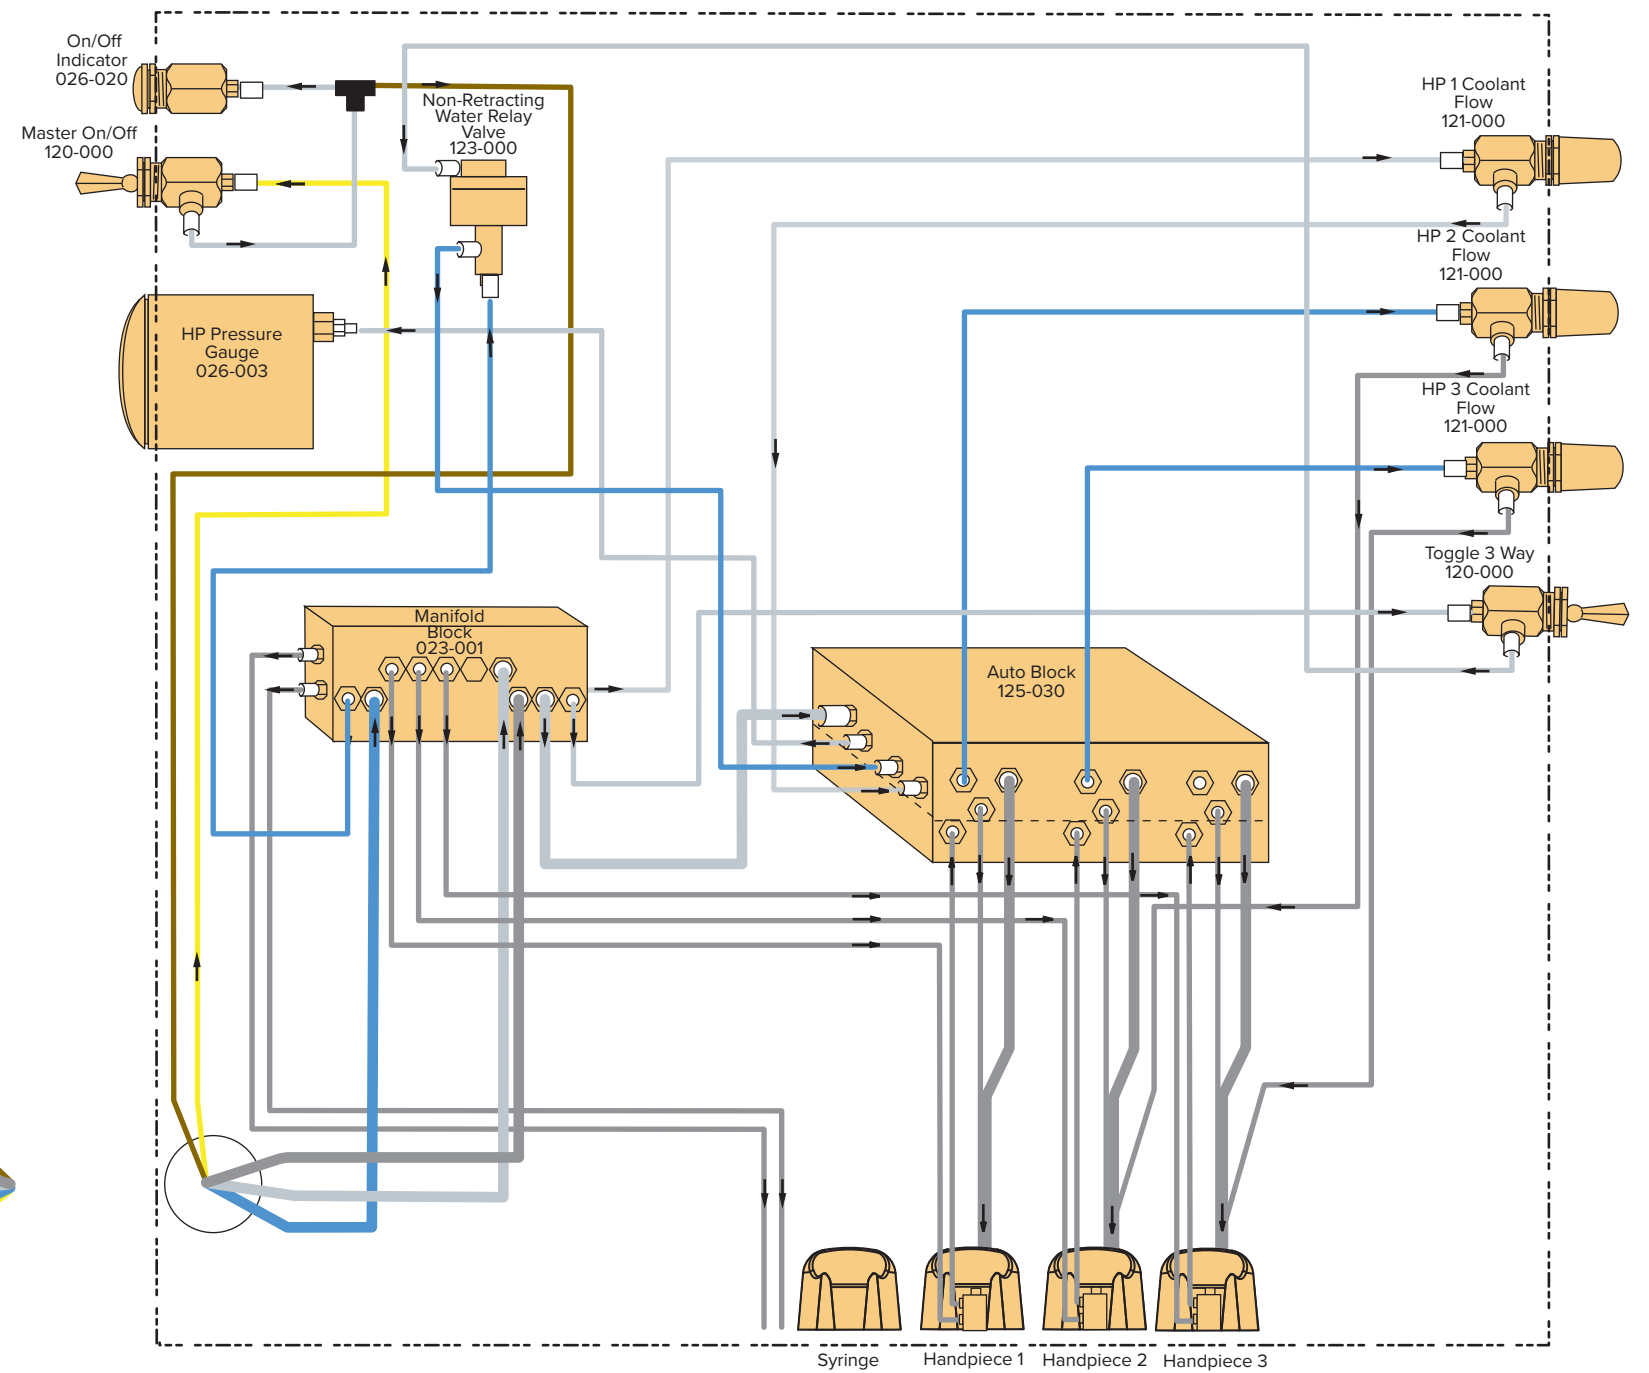 On/Off
Indicator
026-020
Master On/Off
120-000
Non-Retracting
Water Relay
Valve
123-000
HP 1 Coolant
Flow
121-000
HP 2 Coolant
Flow
121-000
HP Pressure
Gauge
026-003
HP 3 Coolant
Flow
121-000
Toggle 3 Way
120-000
Manifold
Block
023-001
Auto Block
125-030
Syringe
Handpiece 1
Handpiece 2
Handpiece 3